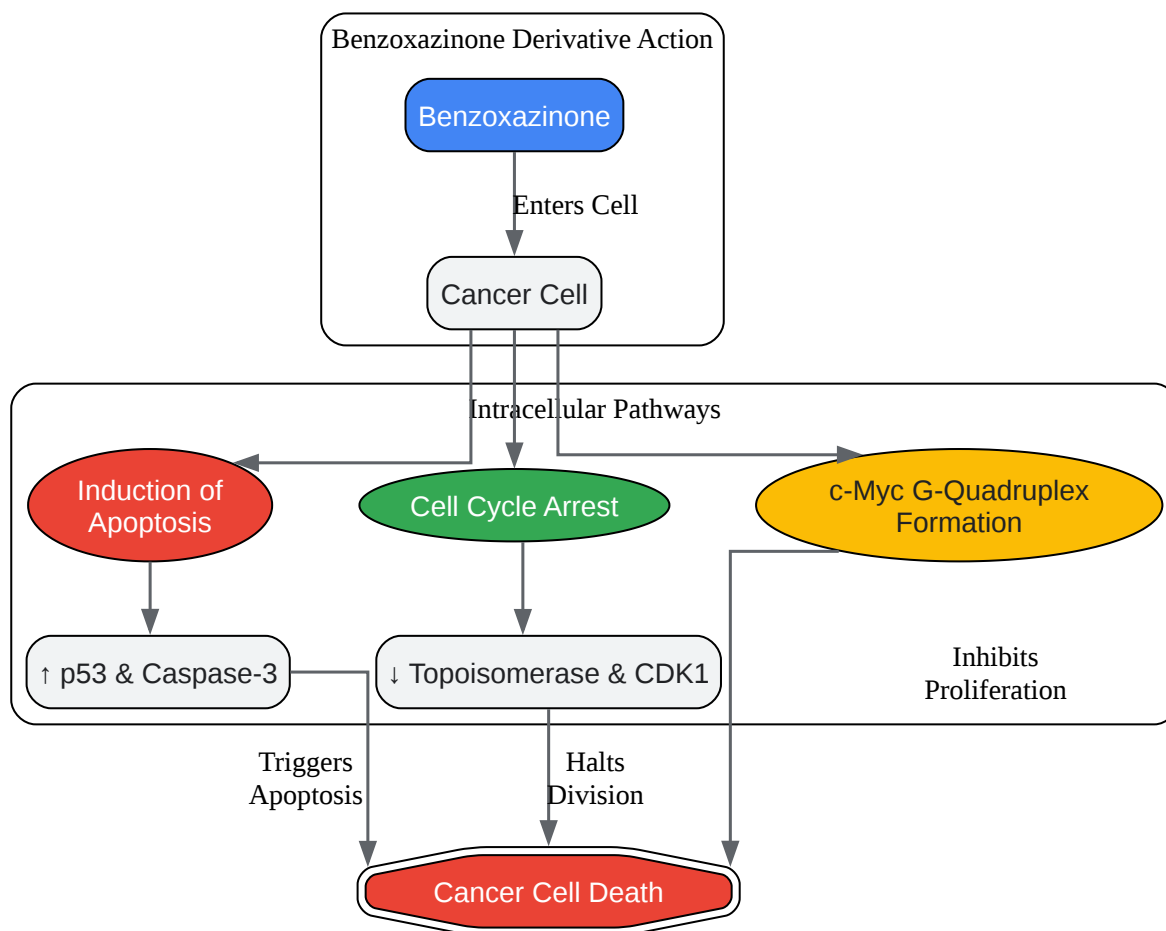 Benzoxazinone Derivative Action
Benzoxazinone
Enters Cell
Cancer Cell
Intracellular Pathways
Induction of
Apoptosis
Cell Cycle Arrest
c-Myc G-Quadruplex
Formation
↑ p53 & Caspase-3
↓ Topoisomerase & CDK1
Inhibits
Proliferation
Triggers
Apoptosis
Halts
Division
Cancer Cell Death